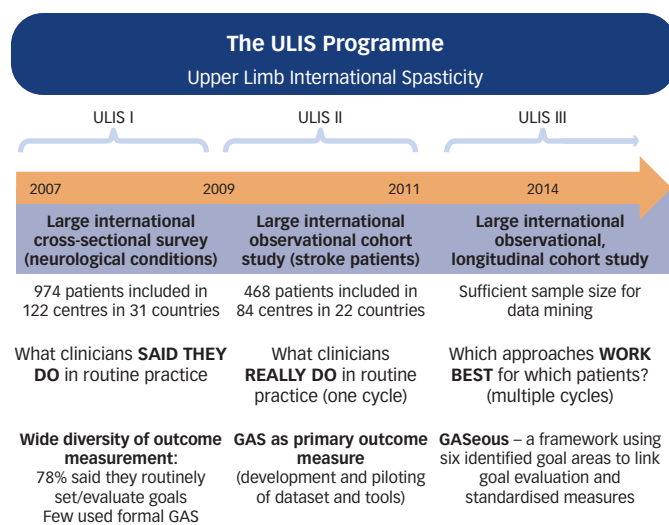 The ULIS Programme
Upper Limb International Spasticity
ULIS I
ULIS II
ULIS III
2007
2009
2011
2014
Large international
cross-sectional survey
(neurological conditions)
Large international
observational cohort
study (stroke patients)
Large international
observational,
longitudinal cohort study
974 patients included in
122 centres in 31 countries
468 patients included in
84 centres in 22 countries
Sufficient sample size for
data mining
What clinicians SAID THEY
DO in routine practice
What clinicians
REALLY DO in routine
practice (one cycle)
Which approaches WORK
BEST for which patients?
(multiple cycles)
Wide diversity of outcome
measurement:
78% said they routinely
set/evaluate goals
Few used formal GAS
GAS as primary outcome
measure
(development and piloting
of dataset and tools)
GASeous – a framework using
six identified goal areas to link
goal evaluation and
standardised measures